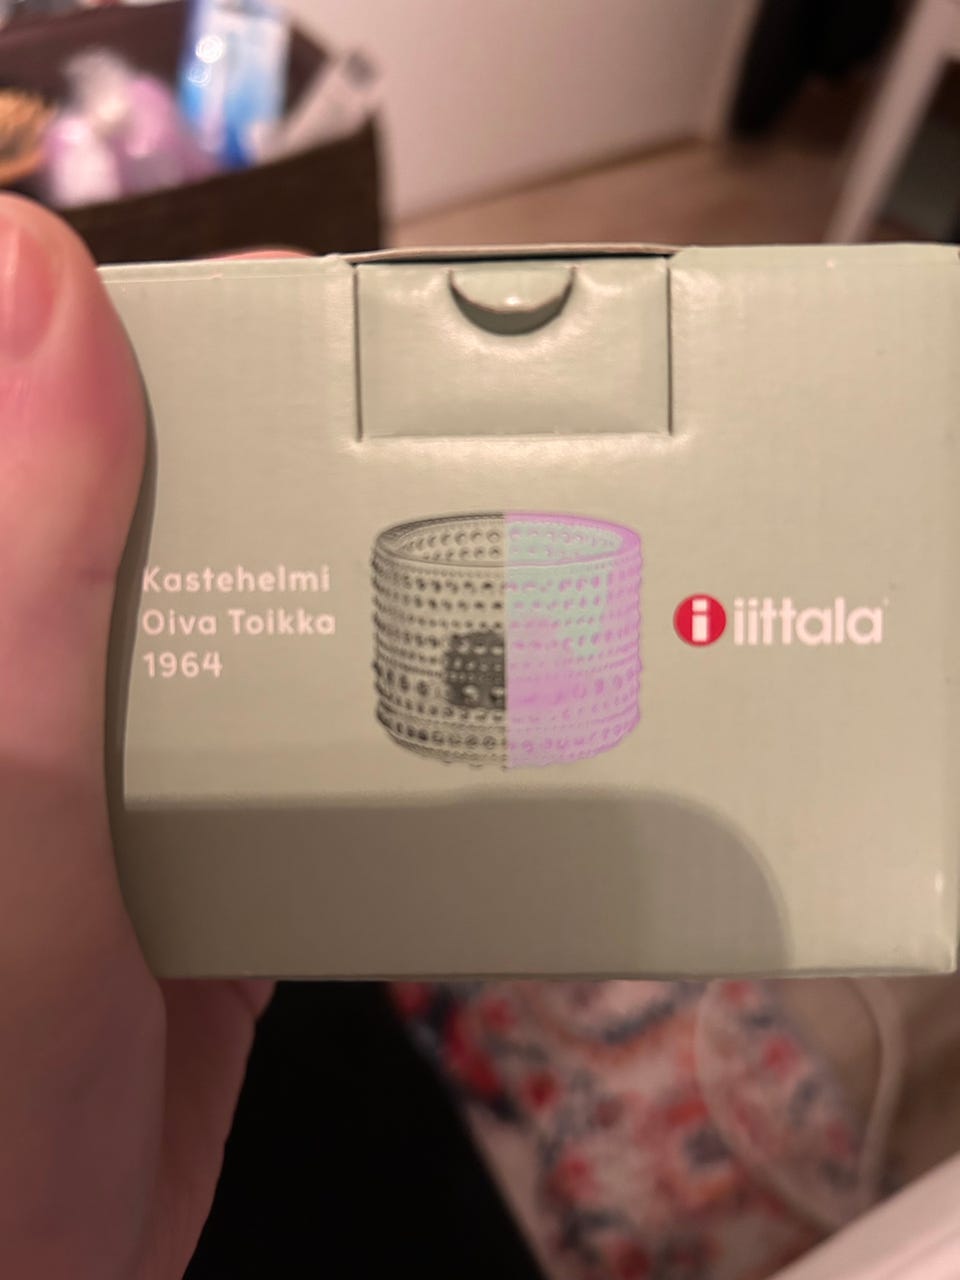 Kastehelmi
Oiva Toikka
1964
i iittala